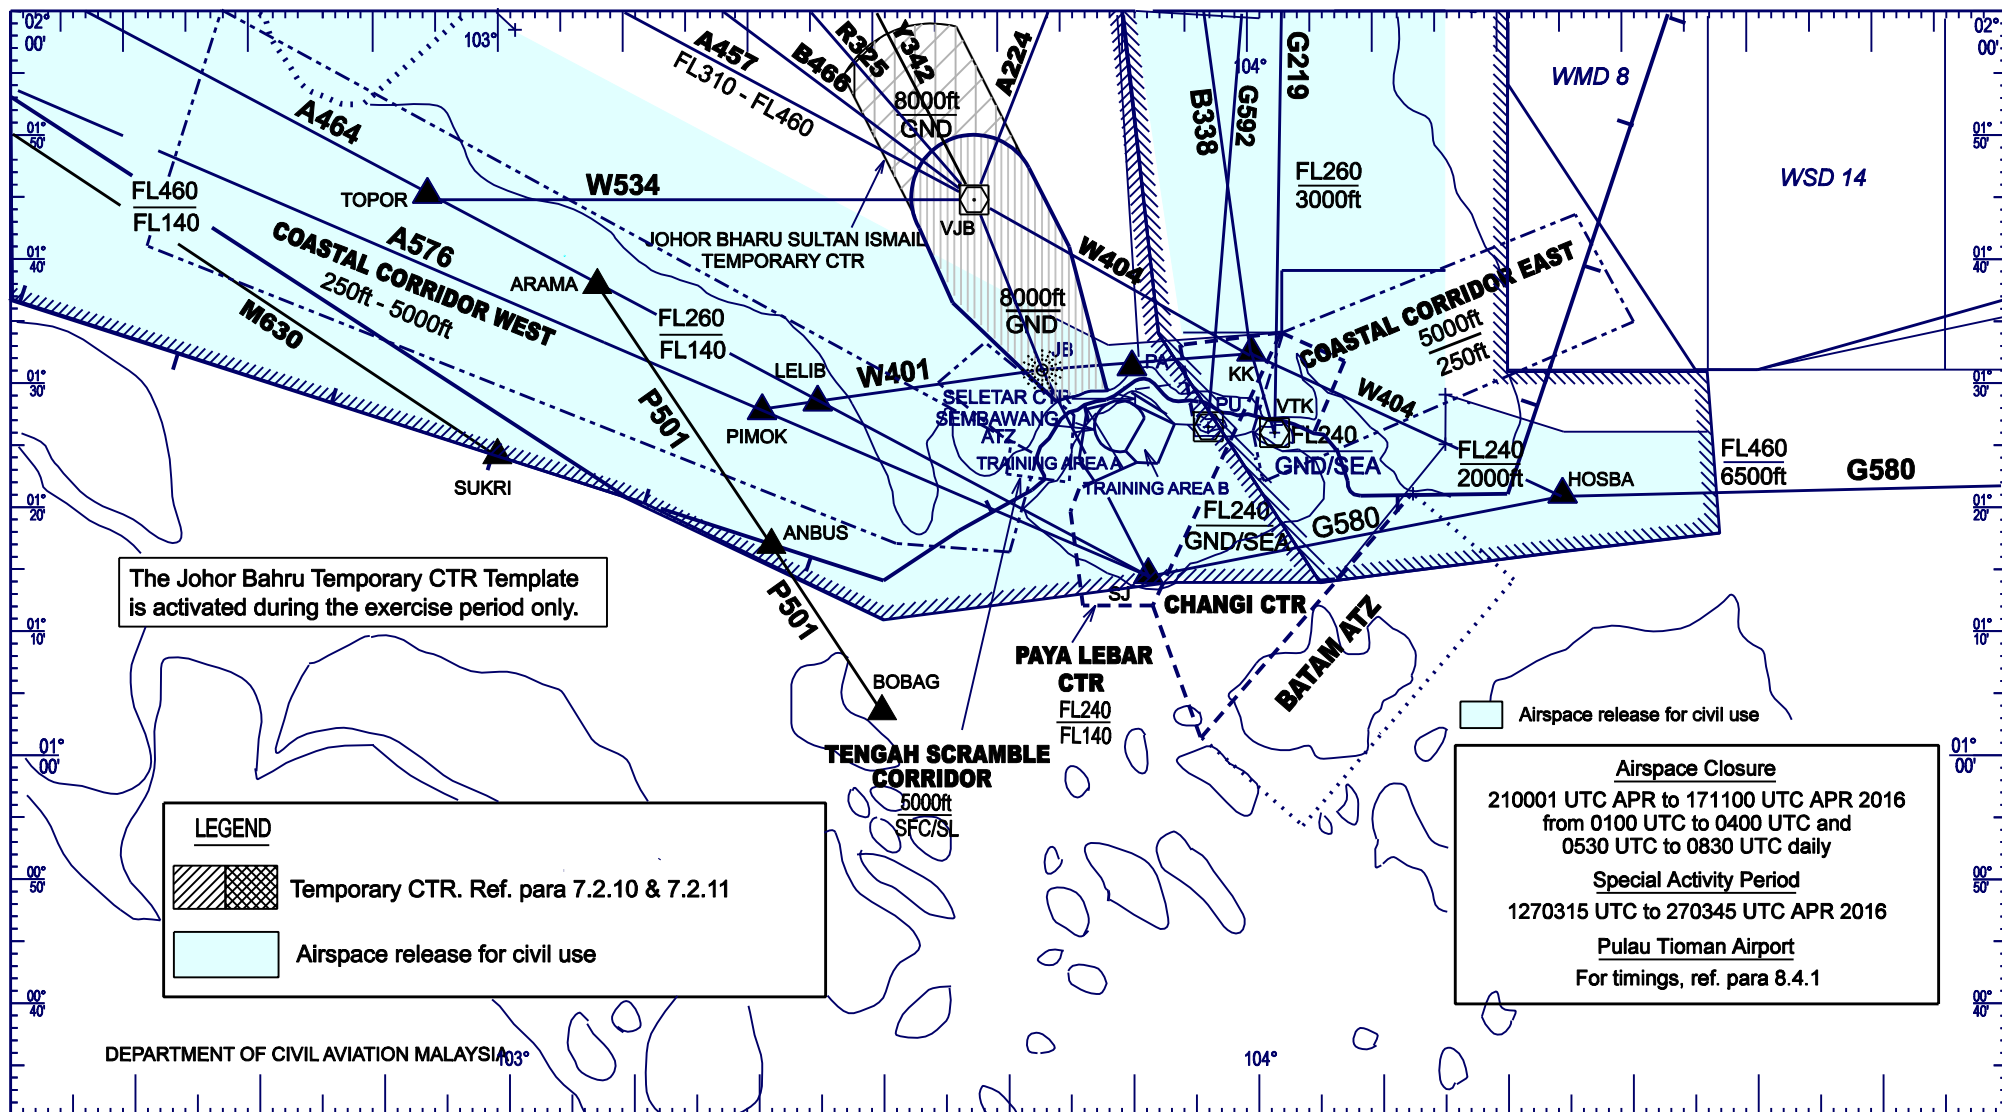 02°
00'
103°
A457
FL310 - FL460
B466
R325
Y342
A224
8000ft
GND
B338
G592
104°
G219
WMD 8
02°
00'
A464
01°
50'
01°
50'
FL260
3000ft
WSD 14
FL460
FL140
TOPOR
W534
VJB
A576
COASTAL CORRIDOR WEST
250ft - 5000ft
JOHOR BHARU SULTAN ISMAIL
TEMPORARY CTR
W404
01°
40'
01°
40'
ARAMA
COASTAL CORRIDOR EAST
5000ft
250ft
M630
FL260
FL140
8000ft
GND
JB
PA
KK
LELIB
W401
W404
01°
30'
01°
30'
P501
PIMOK
SELETAR CTR
SEMBAWANG
ATZ
PU
VTK
FL240
GND/SEA
TRAINING AREA A
TRAINING AREA B
FL240
2000ft
FL460
6500ft
HOSBA
G580
SUKRI
01°
20'
01°
20'
FL240
GND/SEA
G580
ANBUS
The Johor Bahru Temporary CTR Template
is activated during the exercise period only.
P501
SJ
CHANGI CTR
BATAM ATZ
01°
10'
01°
10'
PAYA LEBAR
CTR
FL240
FL140
BOBAG
Airspace release for civil use
TENGAH SCRAMBLE
CORRIDOR
5000ft
SFC/SL
01°
00'
01°
00'
Airspace Closure
210001 UTC APR to 171100 UTC APR 2016
from 0100 UTC to 0400 UTC and
0530 UTC to 0830 UTC daily
Special Activity Period
1270315 UTC to 270345 UTC APR 2016
Pulau Tioman Airport
For timings, ref. para 8.4.1
LEGEND
Temporary CTR. Ref. para 7.2.10 & 7.2.11
Airspace release for civil use
00°
50'
00°
50'
00°
40'
00°
40'
DEPARTMENT OF CIVIL AVIATION MALAYSIA
103°
104°